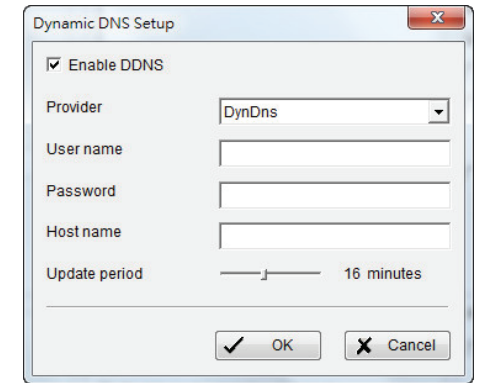 Dynamic DNS Setup
Enable DDNS
Provider DynDns
User name
Password
Host name
Update period 16 minutes
OK Cancel